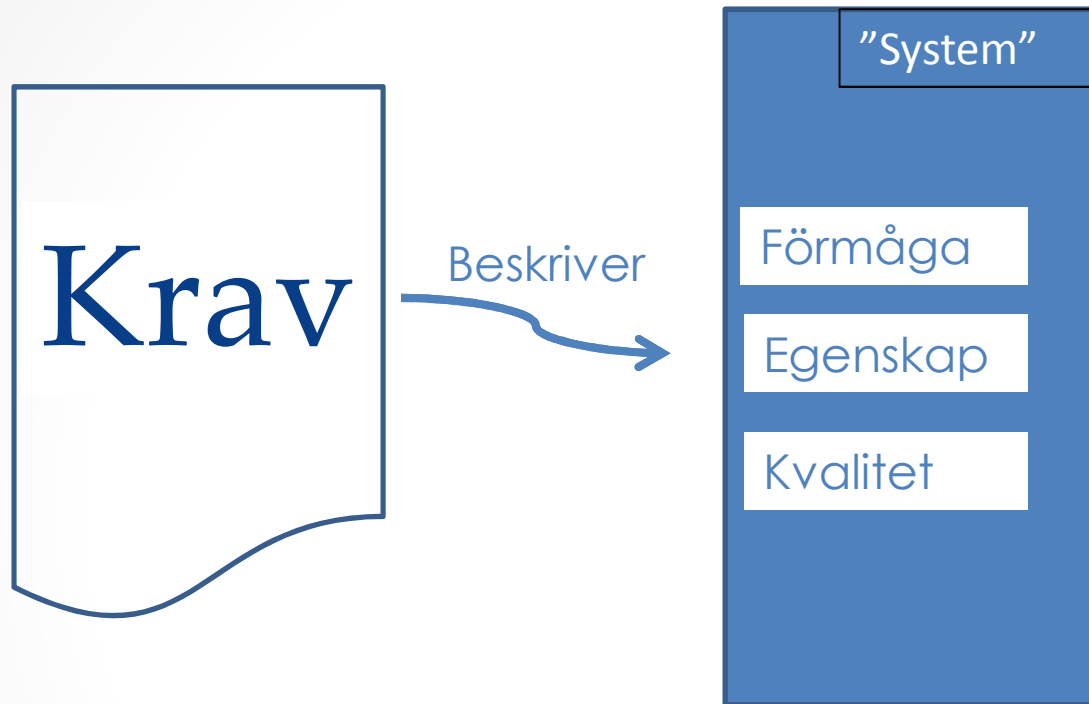 Krav
Beskriver
”System”
Förmåga
Egenskap
Kvalitet